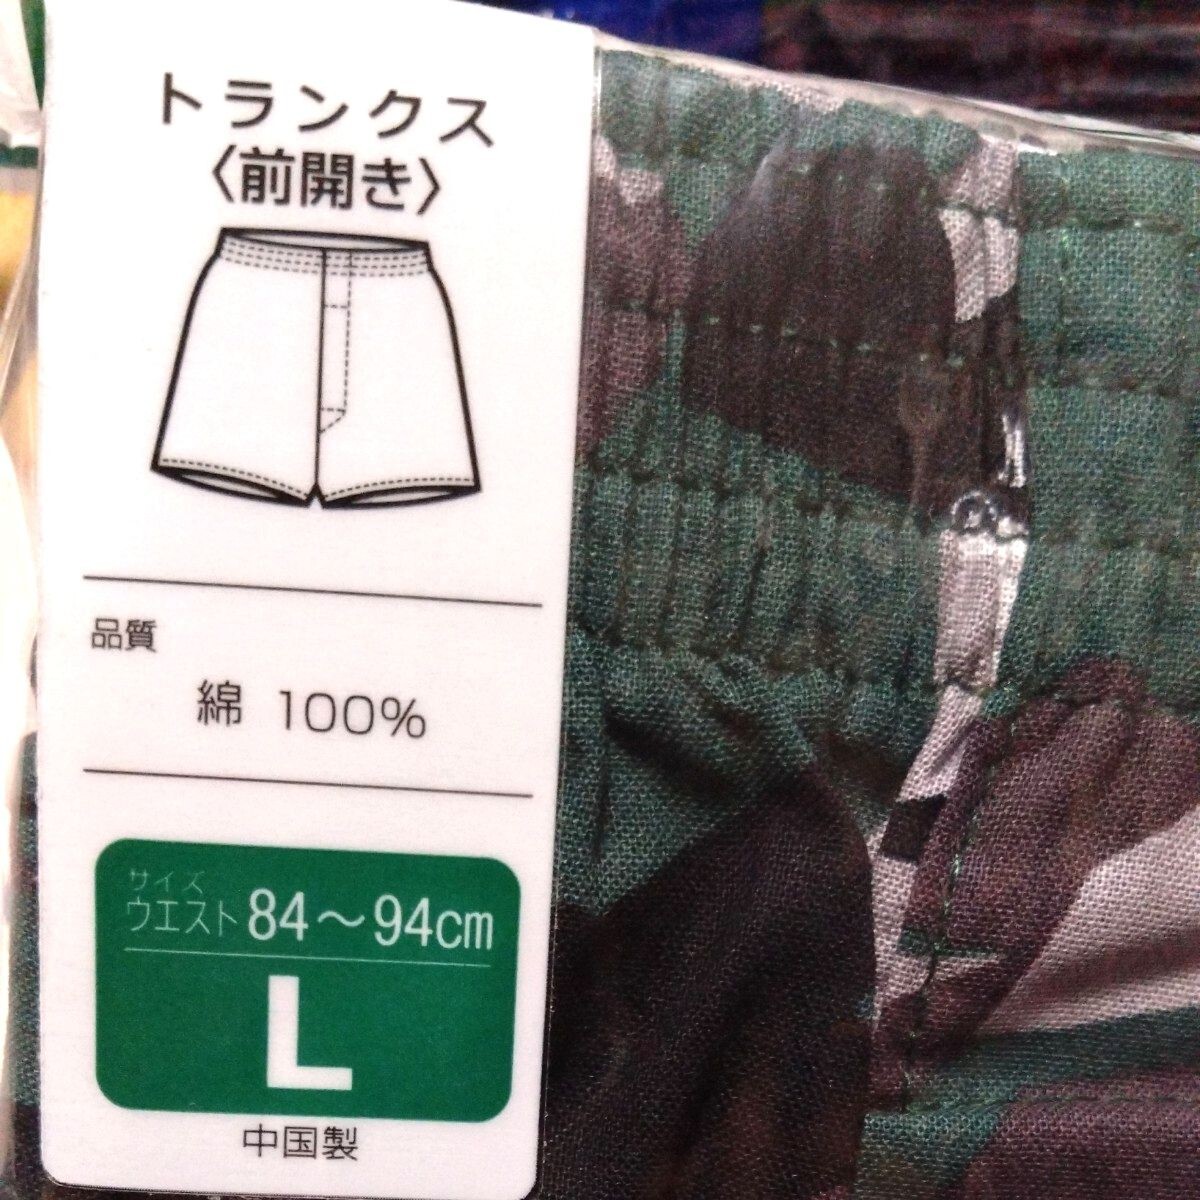 トランクス
〈前開き〉
品質
綿 100%
サイズ
ウエスト 84～94cm
L
中国製